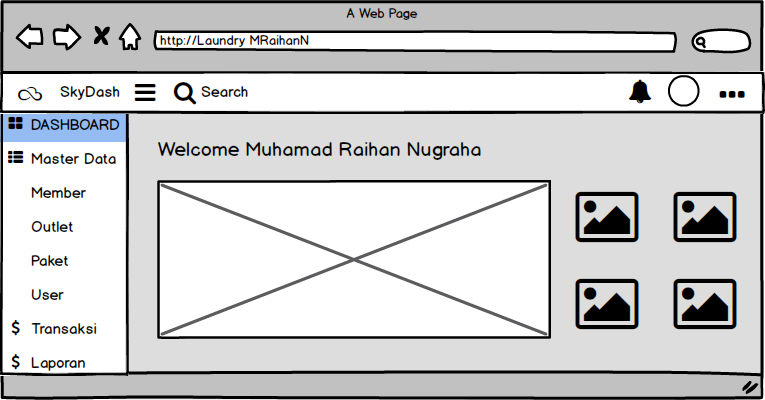 A Web Page
http://Laundry MRaihanN
SkyDash
Search
DASHBOARD
Master Data
Member
Outlet
Paket
User
$ Transaksi
$ Laporan
Welcome Muhamad Raihan Nugraha